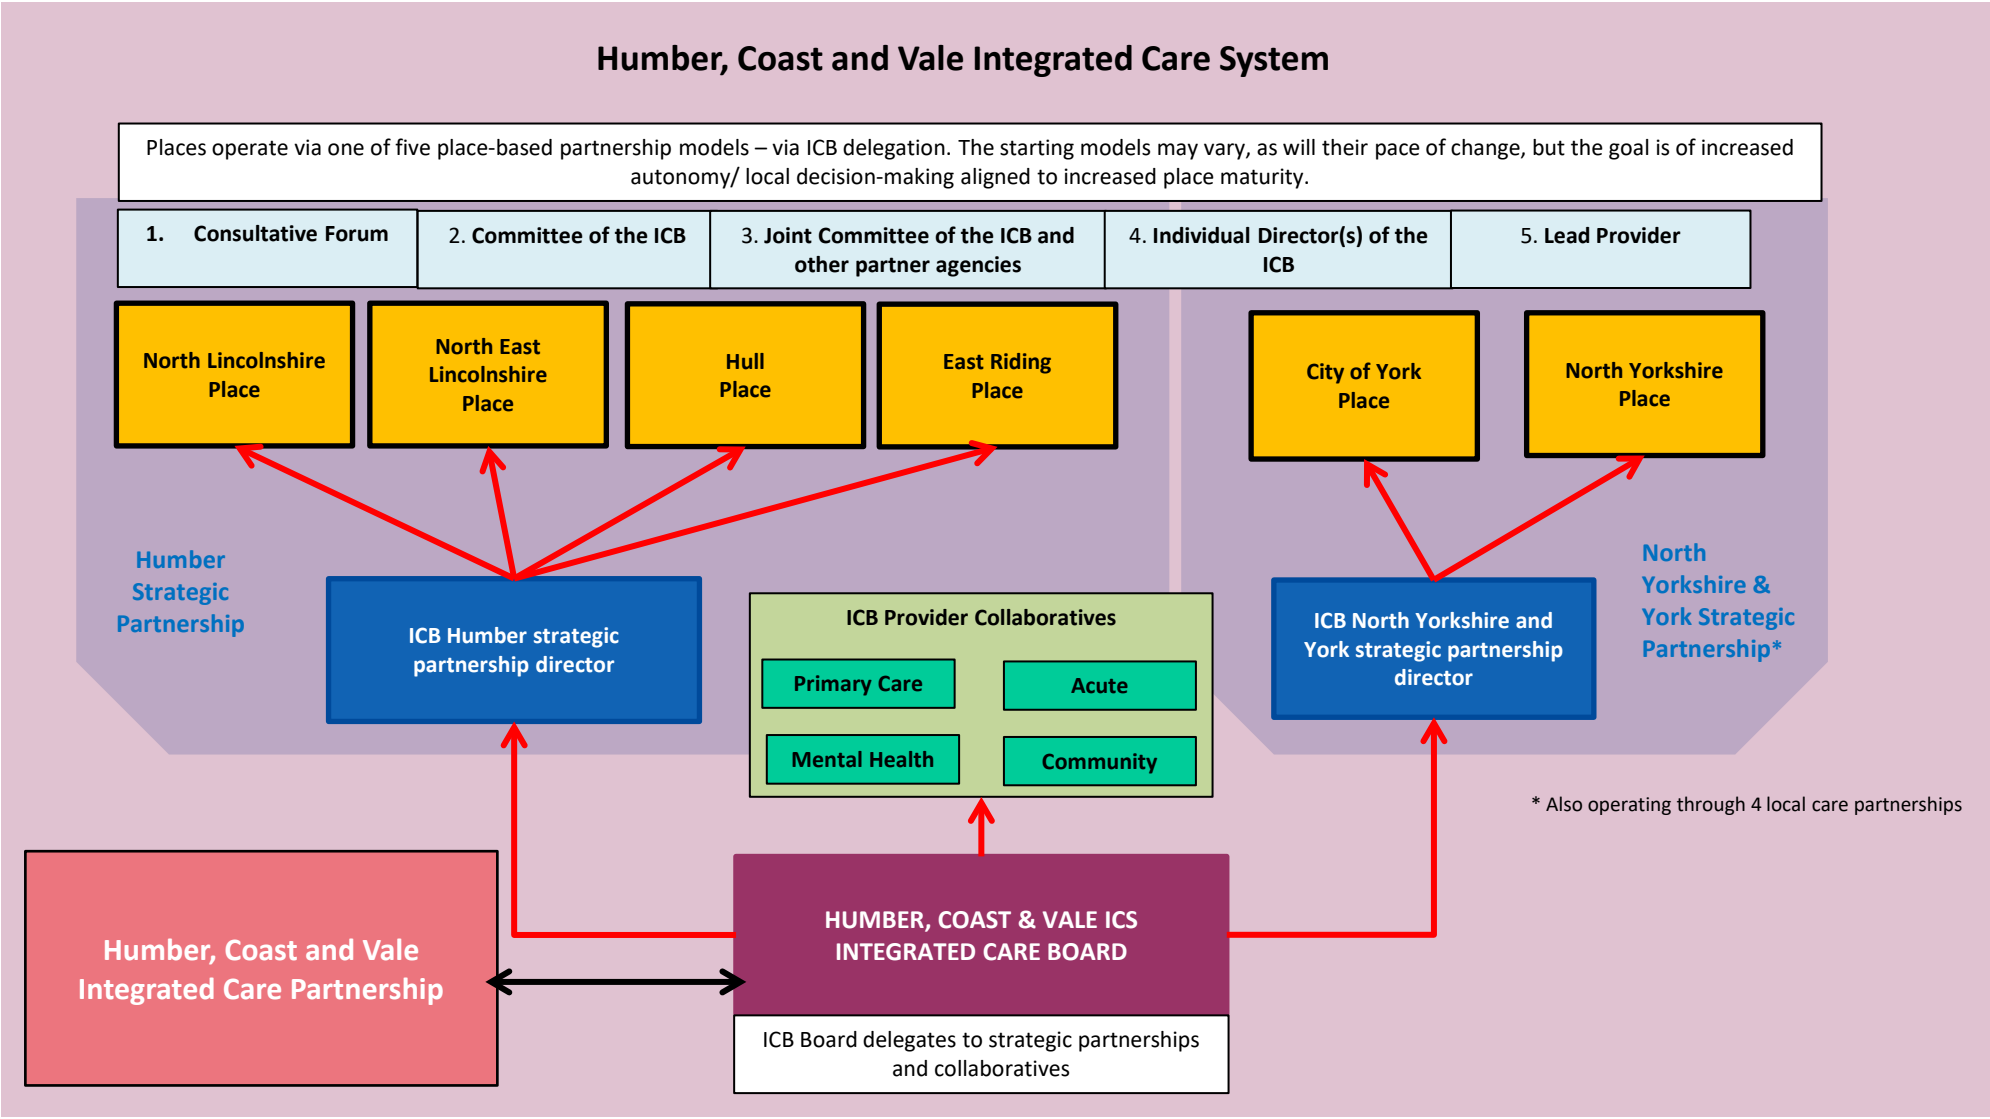 Humber, Coast and Vale Integrated Care System
Places operate via one of five place-based partnership models – via ICB delegation. The starting models may vary, as will their pace of change, but the goal is of increased
autonomy/ local decision-making aligned to increased place maturity.
1. Consultative Forum
2. Committee of the ICB
3. Joint Committee of the ICB and
other partner agencies
4. Individual Director(s) of the
ICB
5. Lead Provider
North Lincolnshire
Place
North East
Lincolnshire
Place
Hull
Place
East Riding
Place
City of York
Place
North Yorkshire
Place
Humber
Strategic
Partnership
ICB Humber strategic
partnership director
ICB Provider Collaboratives
Primary Care
Acute
Mental Health
Community
ICB North Yorkshire and
York strategic partnership
director
North
Yorkshire &
York Strategic
Partnership*
* Also operating through 4 local care partnerships
Humber, Coast and Vale
Integrated Care Partnership
HUMBER, COAST & VALE ICS
INTEGRATED CARE BOARD
ICB Board delegates to strategic partnerships
and collaboratives